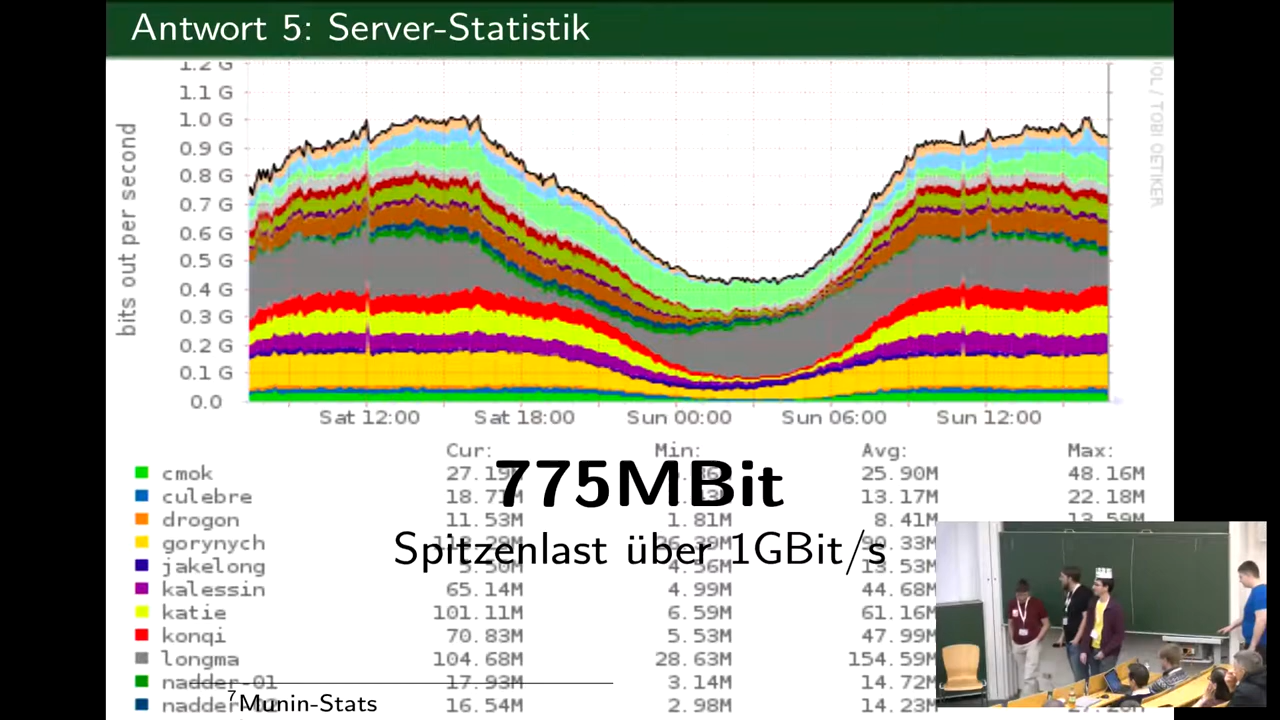 Antwort 5: Server-Statistik
1.2 G
1.1 G
1.0 G
0.9 G
0.8 G
0.7 G
0.6 G
0.5 G
0.4 G
0.3 G
0.2 G
0.1 G
0.0
bits out per second
OL / TOBI OETIKER
Sat 12:00 Sat 18:00 Sun 00:00 Sun 06:00 Sun 12:00
Cur: Min: Avg: Max:
cmok 25.90M 48.16M
775MBit
culebre 13.17M 22.18M
drogon 11.53M 1.81M 8.41M 13.59M
gorynych
Spitzenlast über 1GBit/s
jakelong
kalessin 65.14M 4.99M 44.68M
katie 101.11M 6.59M 61.16M
konqi 70.83M 5.53M 47.99M
longma 104.68M 28.63M 154.59M
nadder-01 17.93M 3.14M 14.72M
16.54M 2.98M 14.23M
7 Munin-Stats